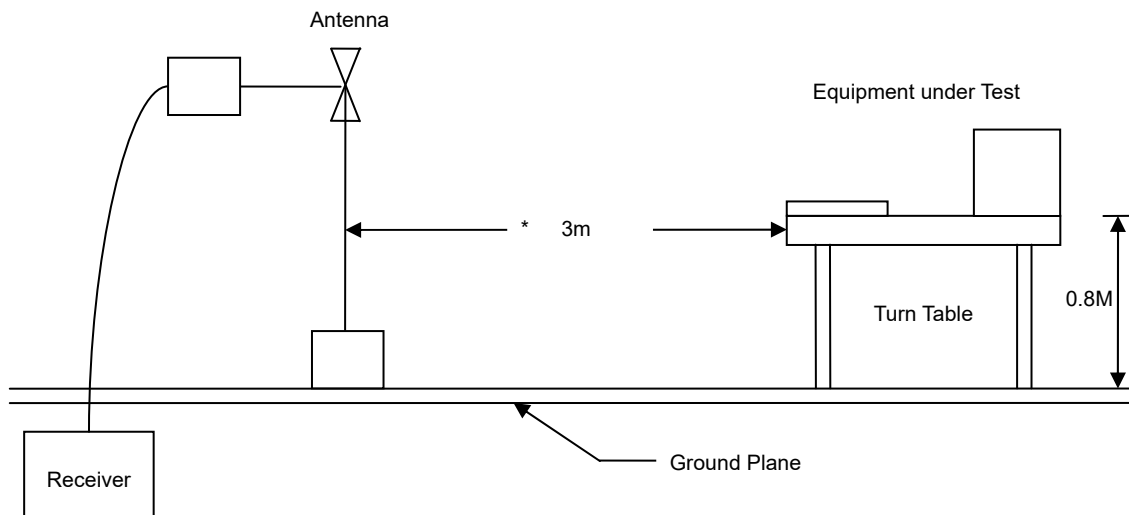 Antenna
Equipment under Test
* 3m
0.8M
Turn Table
Ground Plane
Receiver